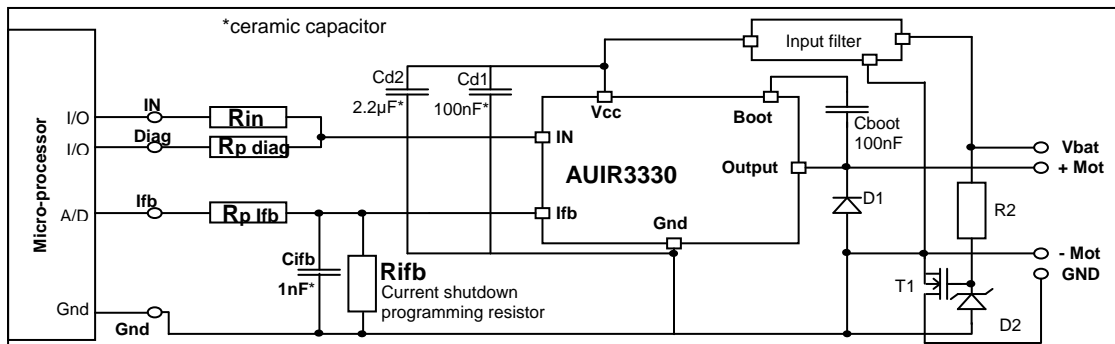 *ceramic capacitor
Input filter
Micro-processor
I/O
IN
Rin
I/O
Diag
Rp diag
A/D
Ifb
Rp Ifb
Gnd
Gnd
Cd2
2.2µF*
Cd1
100nF*
Vcc
Boot
IN
AUIR3330
Output
Ifb
Gnd
Cboot
100nF
D1
Vbat
+ Mot
R2
- Mot
GND
T1
D2
Cifb
1nF*
Rifb
Current shutdown
programming resistor